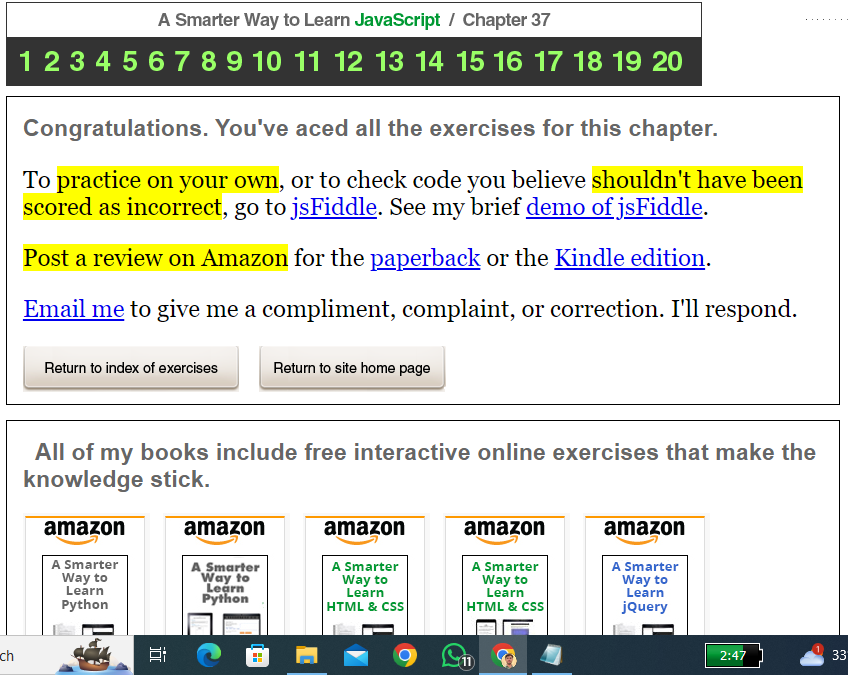 A Smarter Way to Learn JavaScript / Chapter 37
1 2 3 4 5 6 7 8 9 10 11 12 13 14 15 16 17 18 19 20
Congratulations. You've aced all the exercises for this chapter.
To practice on your own, or to check code you believe shouldn't have been
scored as incorrect, go to jsFiddle. See my brief demo of jsFiddle.
Post a review on Amazon for the paperback or the Kindle edition.
Email me to give me a compliment, complaint, or correction. I'll respond.
Return to index of exercises Return to site home page
All of my books include free interactive online exercises that make the
knowledge stick.
amazon amazon amazon amazon amazon
A Smarter A Smarter A Smarter A Smarter A Smarter
Way to Way to Way to Way to Way to
Learn Learn Learn Learn Learn
Python Python HTML & CSS HTML & CSS jQuery
ch 11 2:47 1 33